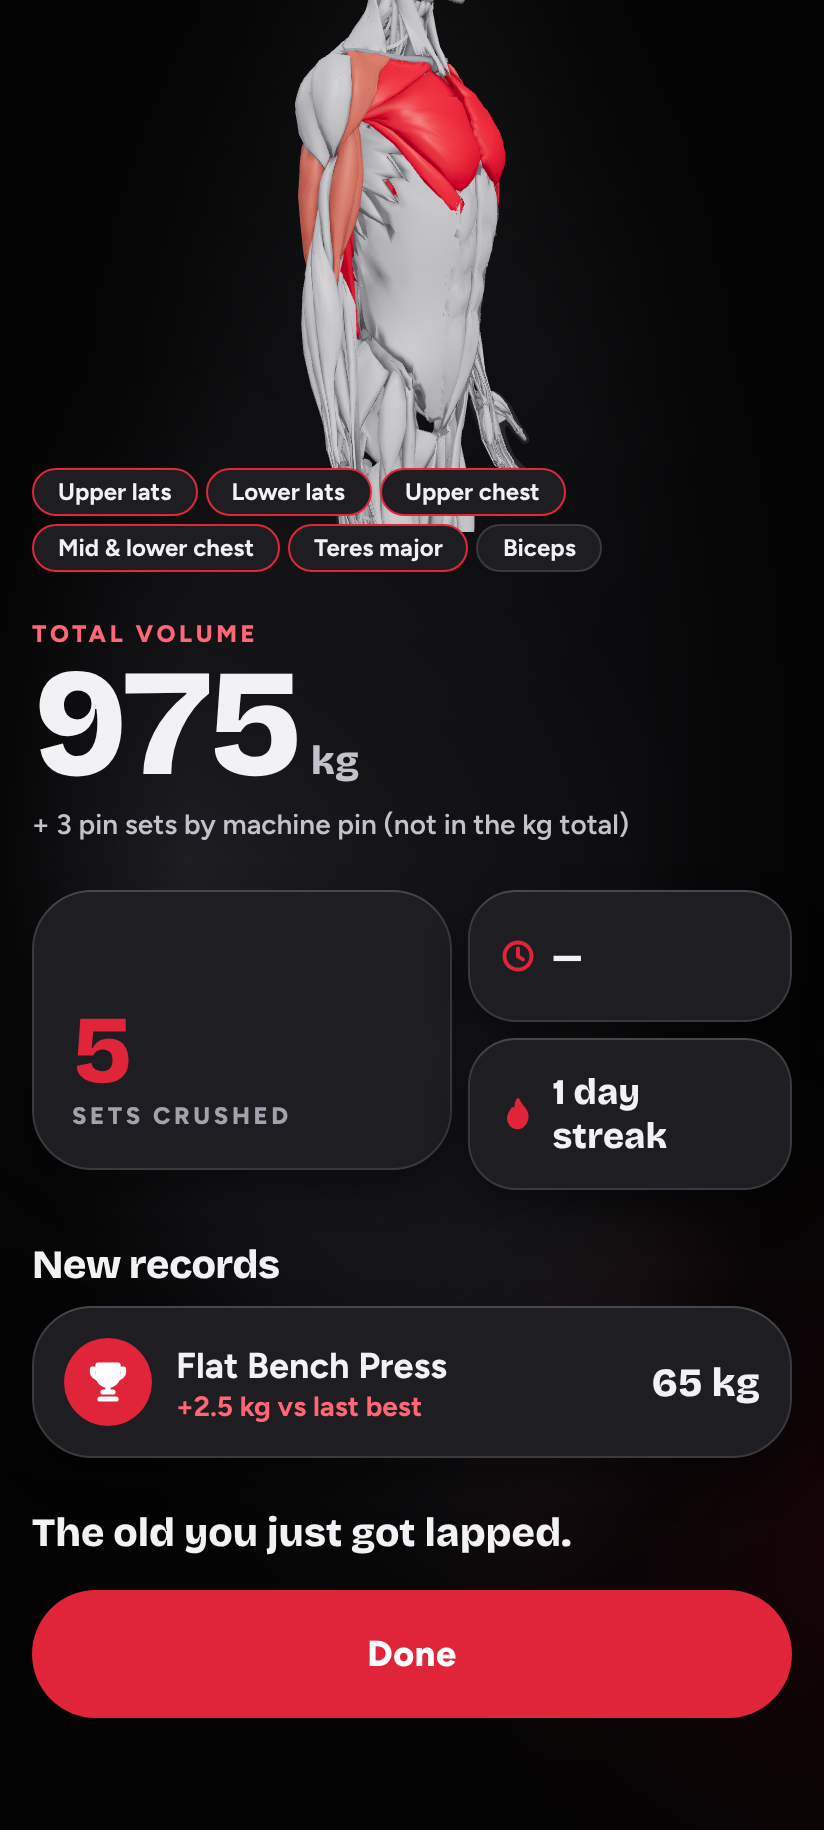 Upper lats Lower lats Upper chest
Mid & lower chest Teres major Biceps
TOTAL VOLUME
975 kg
+ 3 pin sets by machine pin (not in the kg total)
5
SETS CRUSHED
—
1 day
streak
New records
Flat Bench Press
+2.5 kg vs last best
65 kg
The old you just got lapped.
Done